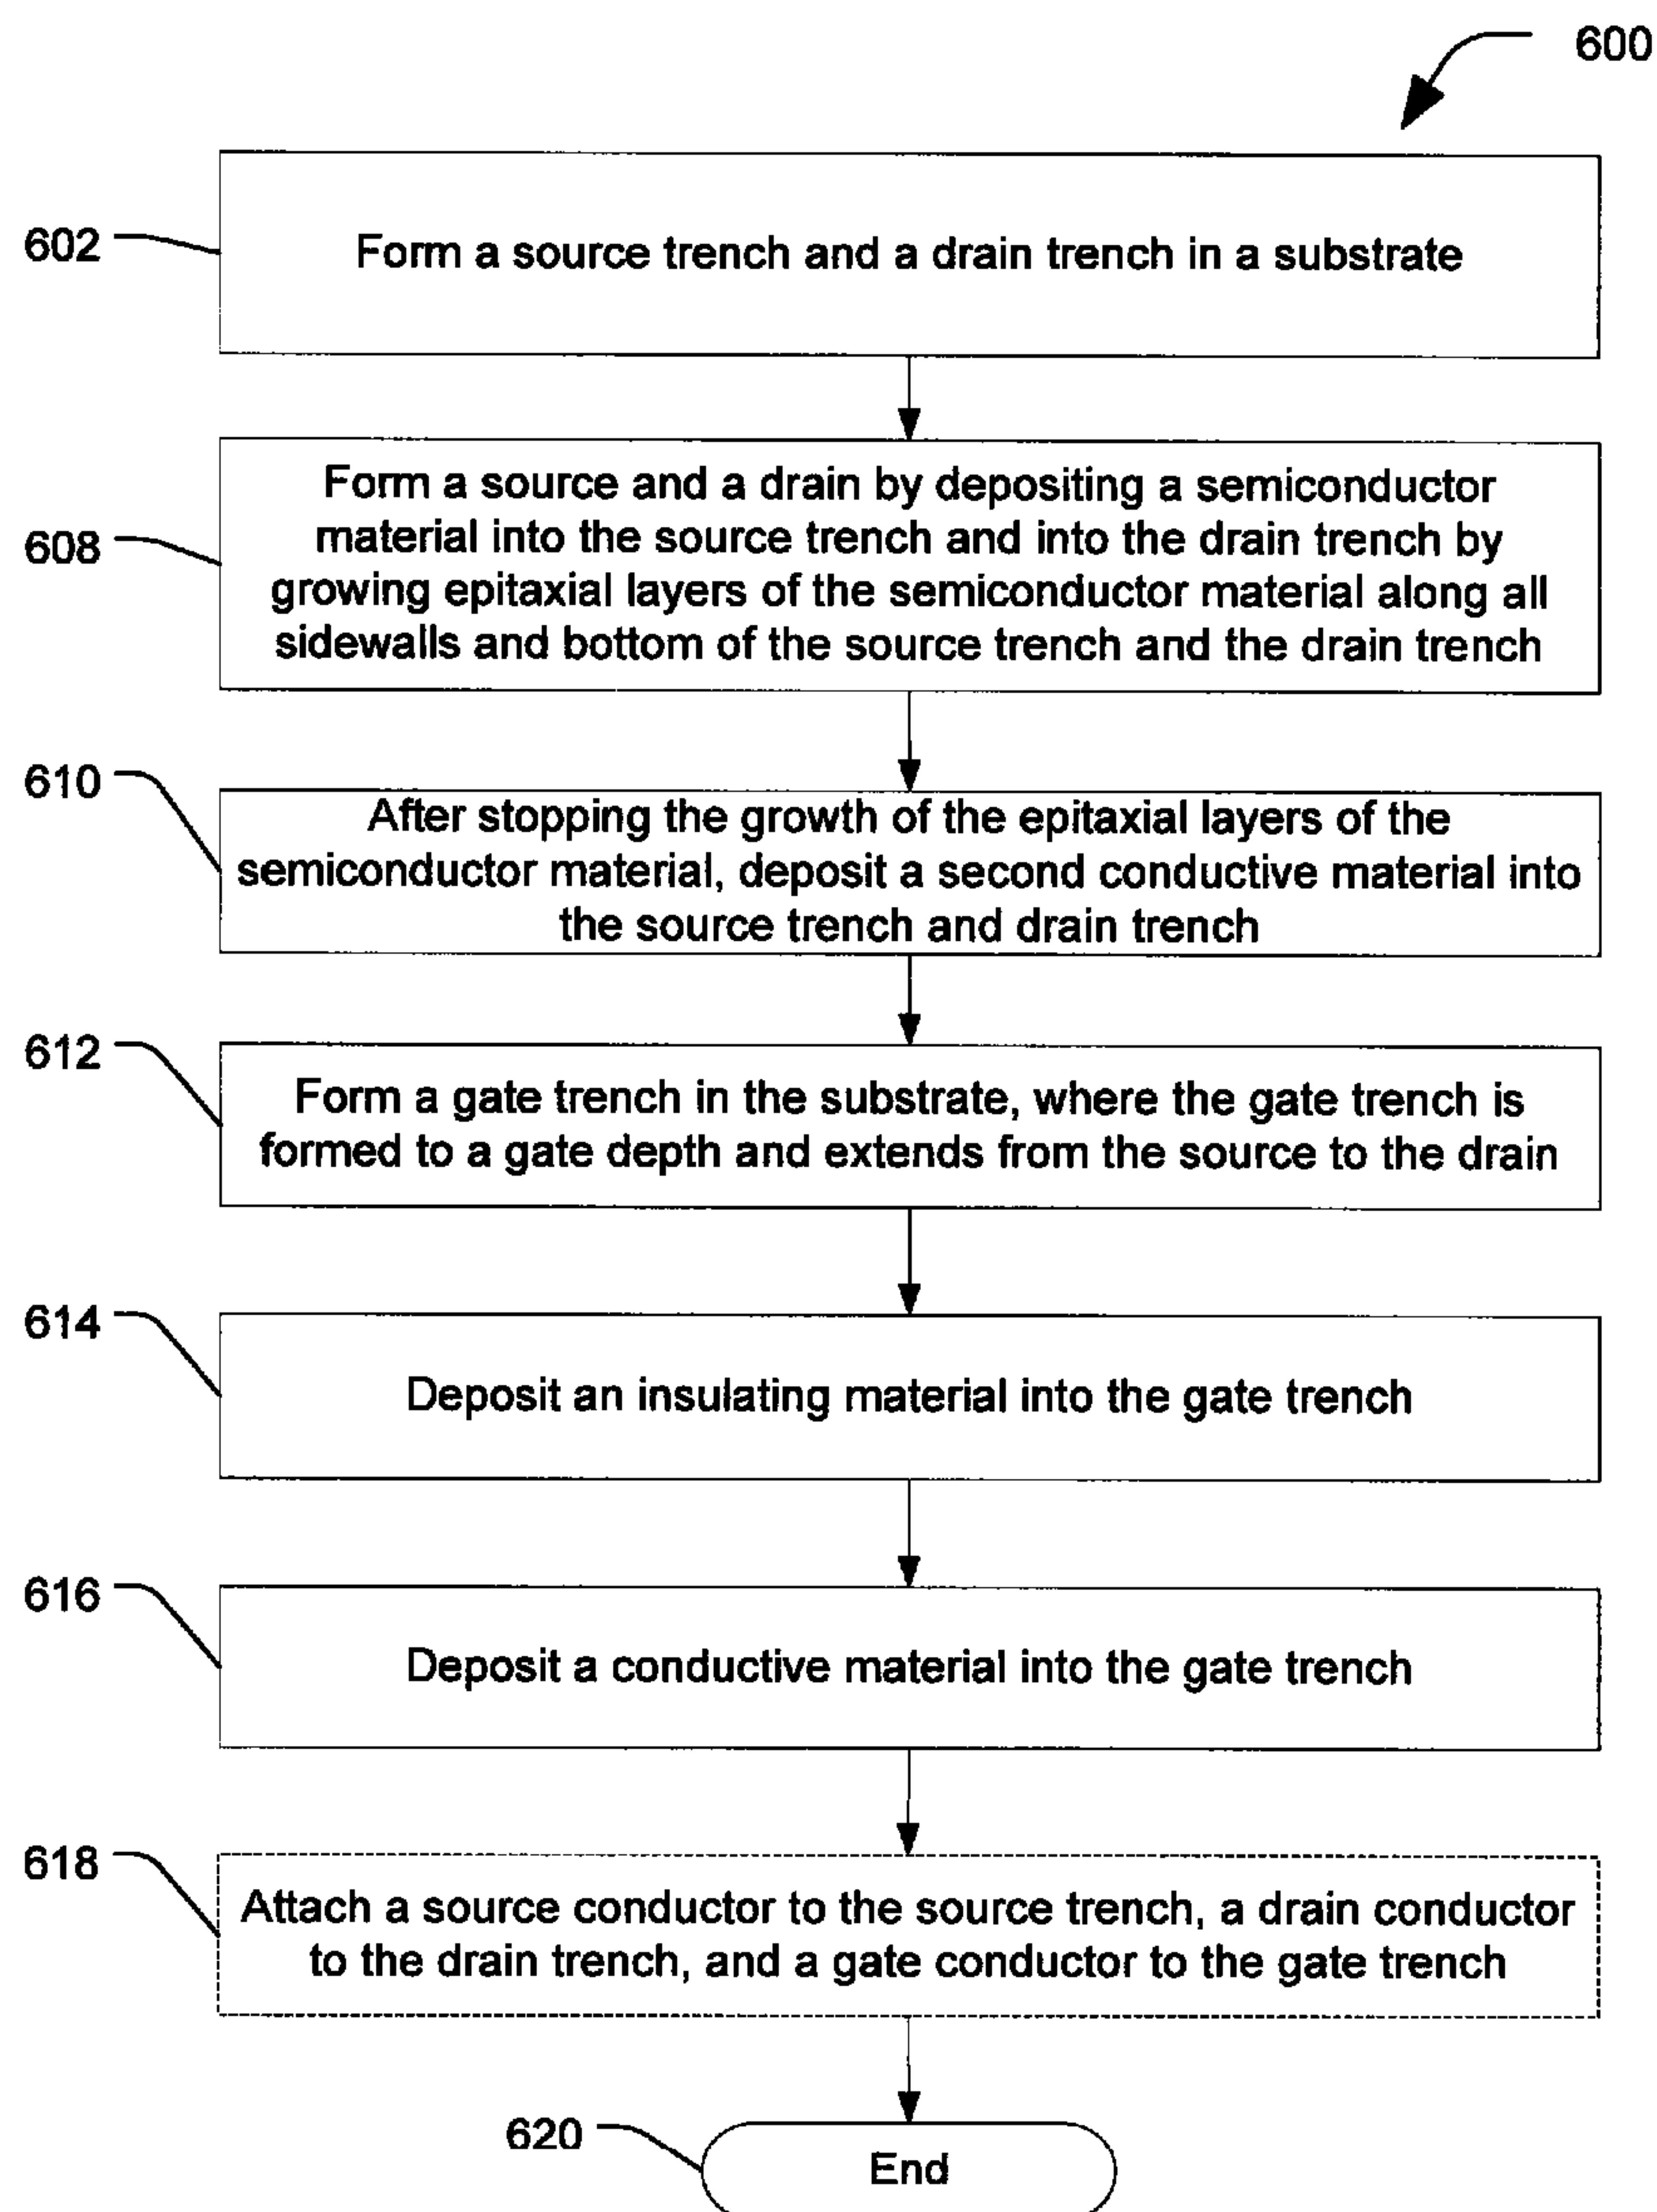 600
602
Form a source trench and a drain trench in a substrate
608
Form a source and a drain by depositing a semiconductor
material into the source trench and into the drain trench by
growing epitaxial layers of the semiconductor material along all
sidewalls and bottom of the source trench and the drain trench
610
After stopping the growth of the epitaxial layers of the
semiconductor material, deposit a second conductive material into
the source trench and drain trench
612
Form a gate trench in the substrate, where the gate trench is
formed to a gate depth and extends from the source to the drain
614
Deposit an insulating material into the gate trench
616
Deposit a conductive material into the gate trench
618
Attach a source conductor to the source trench, a drain conductor
to the drain trench, and a gate conductor to the gate trench
620
End